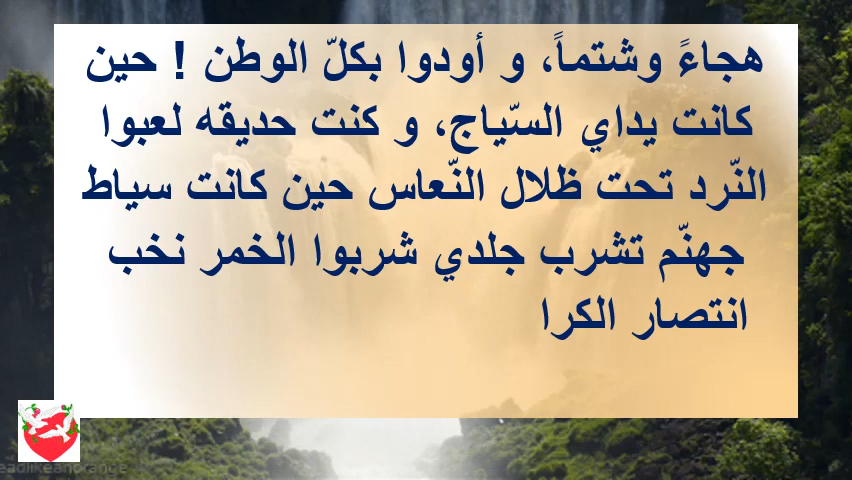 هجاءً وشتماً، و أودوا بكلّ الوطن ! حين
كانت يداي السّياج، و كنت حديقه لعبوا
النّرد تحت ظلال النّعاس حين كانت سياط
جهنّم تشرب جلدي شربوا الخمر نخب
انتصار الكرا